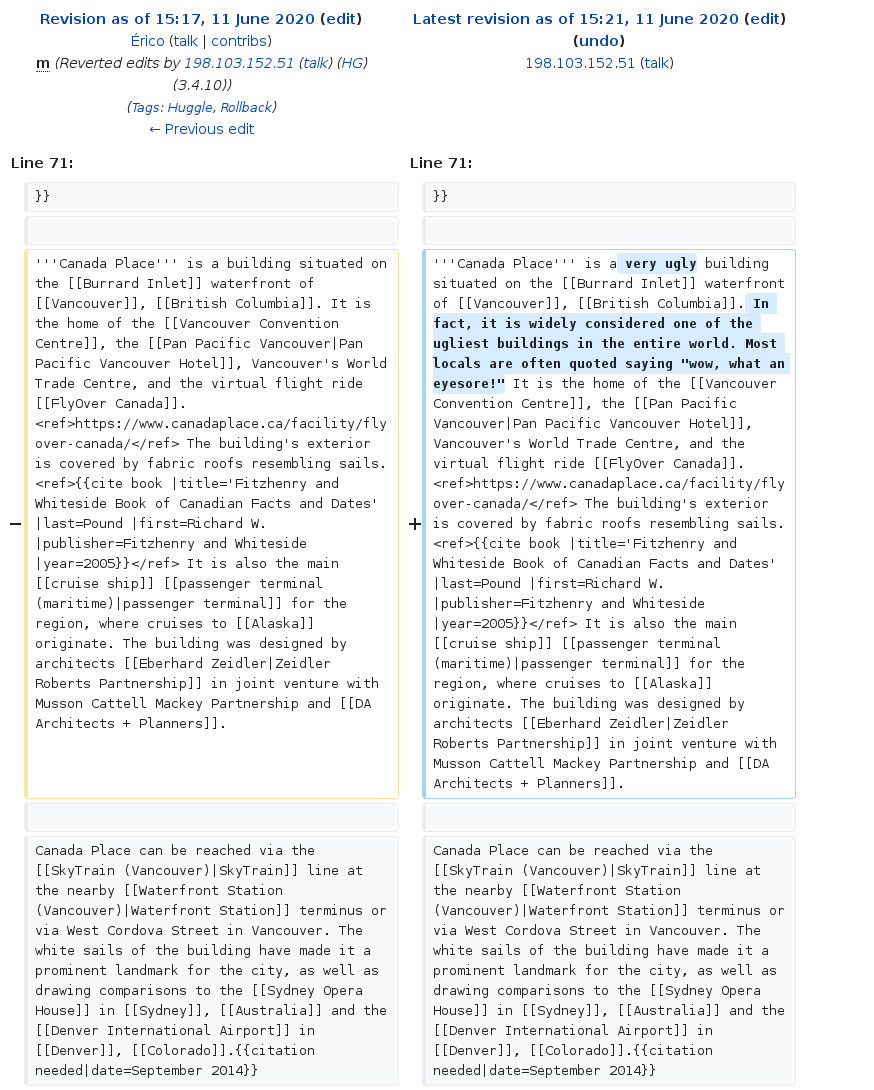 Revision as of 15:17, 11 June 2020 (edit)
Érico (talk | contribs)
m (Reverted edits by 198.103.152.51 (talk) (HG)
(3.4.10))
(Tags: Huggle, Rollback)
← Previous edit
Latest revision as of 15:21, 11 June 2020 (edit)
(undo)
198.103.152.51 (talk)
Line 71:
Line 71:
}}
}}
−
'''Canada Place''' is a building situated on
the [[Burrard Inlet]] waterfront of
[[Vancouver]], [[British Columbia]]. It is
the home of the [[Vancouver Convention
Centre]], the [[Pan Pacific Vancouver|Pan
Pacific Vancouver Hotel]], Vancouver's World
Trade Centre, and the virtual flight ride
[[FlyOver Canada]].
<ref>https://www.canadaplace.ca/facility/fly
over-canada/</ref> The building's exterior
is covered by fabric roofs resembling sails.
<ref>{{cite book |title='Fitzhenry and
Whiteside Book of Canadian Facts and Dates'
|last=Pound |first=Richard W.
|publisher=Fitzhenry and Whiteside
|year=2005}}</ref> It is also the main
[[cruise ship]] [[passenger terminal
(maritime)|passenger terminal]] for the
region, where cruises to [[Alaska]]
originate. The building was designed by
architects [[Eberhard Zeidler|Zeidler
Roberts Partnership]] in joint venture with
Musson Cattell Mackey Partnership and [[DA
Architects + Planners]].
+
'''Canada Place''' is a very ugly building
situated on the [[Burrard Inlet]] waterfront
of [[Vancouver]], [[British Columbia]]. In
fact, it is widely considered one of the
ugliest buildings in the entire world. Most
locals are often quoted saying "wow, what an
eyesore!" It is the home of the [[Vancouver
Convention Centre]], the [[Pan Pacific
Vancouver|Pan Pacific Vancouver Hotel]],
Vancouver's World Trade Centre, and the
virtual flight ride [[FlyOver Canada]].
<ref>https://www.canadaplace.ca/facility/fly
over-canada/</ref> The building's exterior
is covered by fabric roofs resembling sails.
<ref>{{cite book |title='Fitzhenry and
Whiteside Book of Canadian Facts and Dates'
|last=Pound |first=Richard W.
|publisher=Fitzhenry and Whiteside
|year=2005}}</ref> It is also the main
[[cruise ship]] [[passenger terminal
(maritime)|passenger terminal]] for the
region, where cruises to [[Alaska]]
originate. The building was designed by
architects [[Eberhard Zeidler|Zeidler
Roberts Partnership]] in joint venture with
Musson Cattell Mackey Partnership and [[DA
Architects + Planners]].
Canada Place can be reached via the
[[SkyTrain (Vancouver)|SkyTrain]] line at
the nearby [[Waterfront Station
(Vancouver)|Waterfront Station]] terminus or
via West Cordova Street in Vancouver. The
white sails of the building have made it a
prominent landmark for the city, as well as
drawing comparisons to the [[Sydney Opera
House]] in [[Sydney]], [[Australia]] and the
[[Denver International Airport]] in
[[Denver]], [[Colorado]].{{citation
needed|date=September 2014}}
Canada Place can be reached via the
[[SkyTrain (Vancouver)|SkyTrain]] line at
the nearby [[Waterfront Station
(Vancouver)|Waterfront Station]] terminus or
via West Cordova Street in Vancouver. The
white sails of the building have made it a
prominent landmark for the city, as well as
drawing comparisons to the [[Sydney Opera
House]] in [[Sydney]], [[Australia]] and the
[[Denver International Airport]] in
[[Denver]], [[Colorado]].{{citation
needed|date=September 2014}}